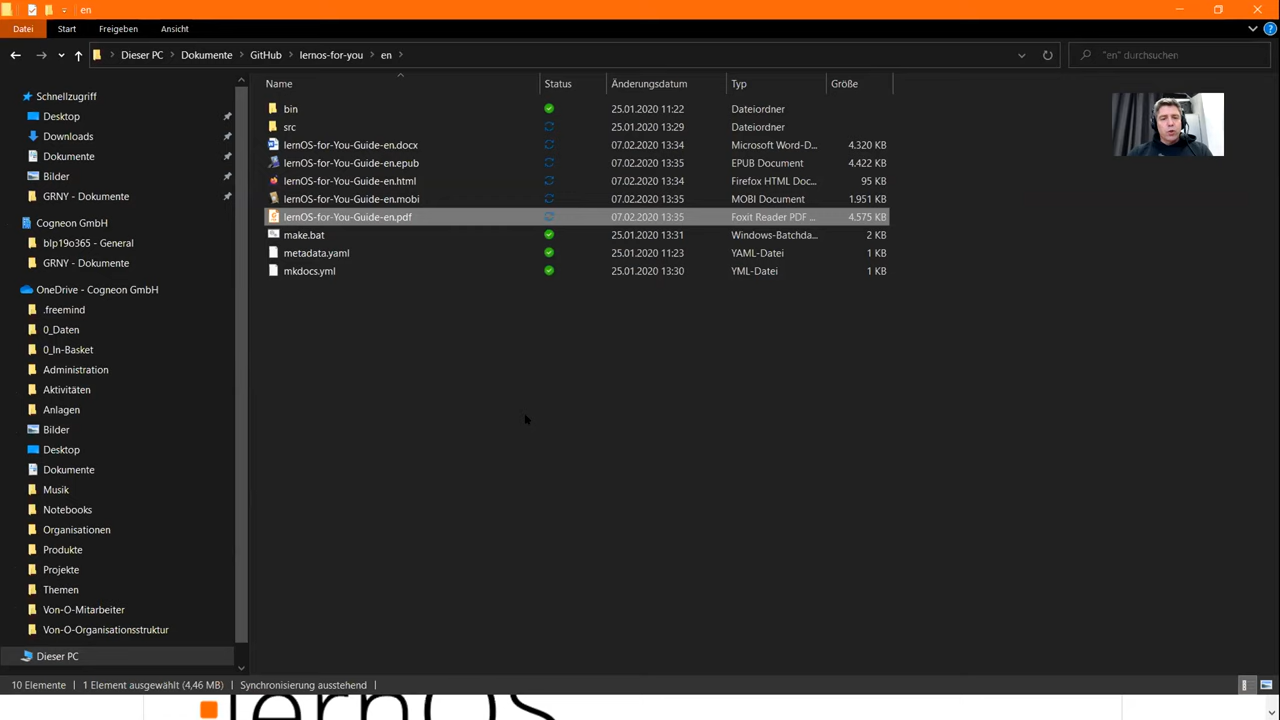 en
Datei Start Freigeben Ansicht
Dieser PC Dokumente GitHub lernos-for-you en "en" durchsuchen
Name Status Änderungsdatum Typ Größe
bin 25.01.2020 11:22 Dateiordner
src 25.01.2020 13:29 Dateiordner
lernOS-for-You-Guide-en.docx 07.02.2020 13:34 Microsoft Word-D... 4.320 KB
lernOS-for-You-Guide-en.epub 07.02.2020 13:35 EPUB Document 4.422 KB
lernOS-for-You-Guide-en.html 07.02.2020 13:34 Firefox HTML Doc... 95 KB
lernOS-for-You-Guide-en.mobi 07.02.2020 13:35 MOBI Document 1.951 KB
lernOS-for-You-Guide-en.pdf 07.02.2020 13:35 Foxit Reader PDF ... 4.575 KB
make.bat 25.01.2020 13:31 Windows-Batchda... 2 KB
metadata.yaml 25.01.2020 11:23 YAML-Datei 1 KB
mkdocs.yml 25.01.2020 13:30 YML-Datei 1 KB
Schnellzugriff
Desktop
Downloads
Dokumente
Bilder
GRNY - Dokumente
Cogneon GmbH
blp19o365 - General
GRNY - Dokumente
OneDrive - Cogneon GmbH
.freemind
0_Daten
0_In-Basket
Administration
Aktivitäten
Anlagen
Bilder
Desktop
Dokumente
Musik
Notebooks
Organisationen
Produkte
Projekte
Themen
Von-O-Mitarbeiter
Von-O-Organisationsstruktur
Dieser PC
10 Elemente 1 Element ausgewählt (4,46 MB) Synchronisierung ausstehend
lernOS